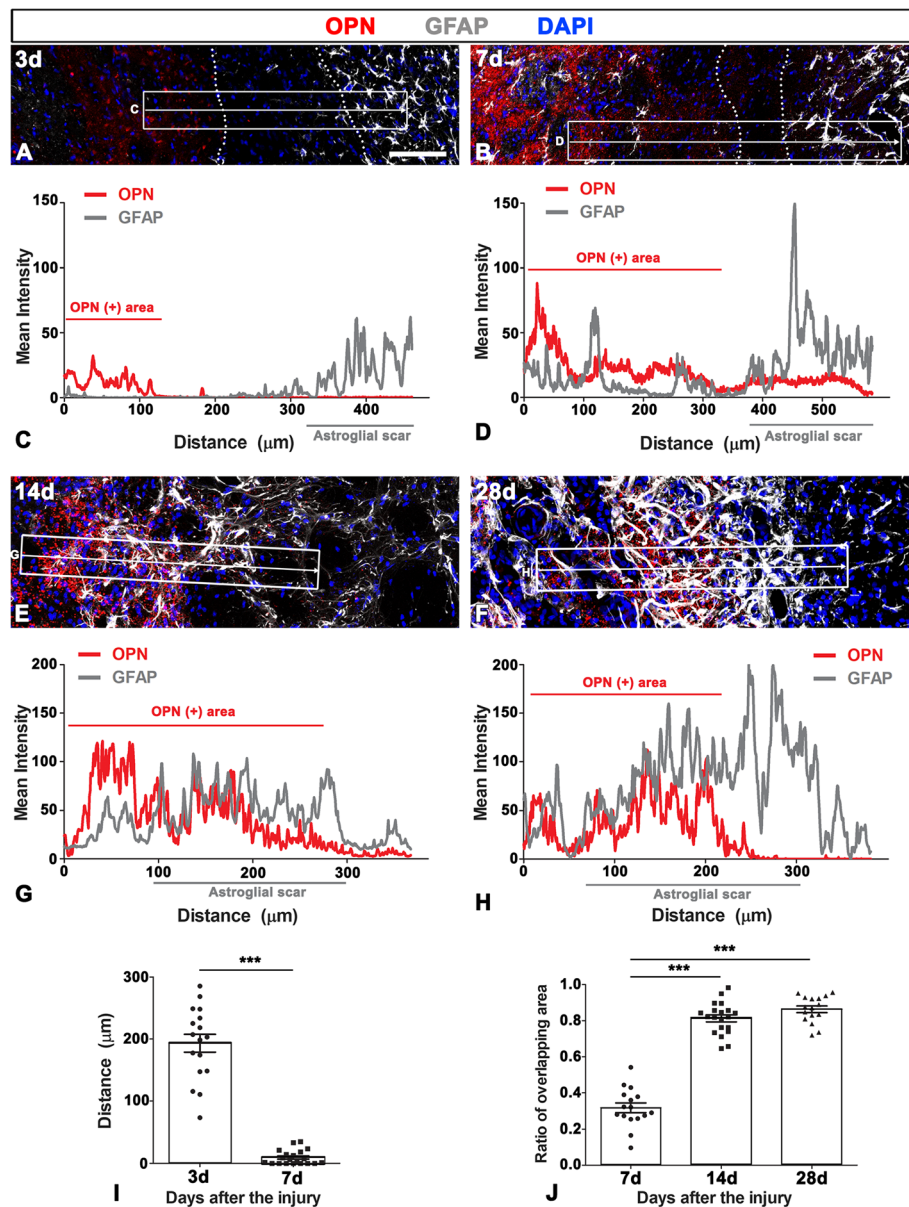 OPN GFAP DAPI
3d
C
A
7d
D
B
OPN
GFAP
150
100
50
0
Mean Intensity
OPN (+) area
0 100 200 300 400
Astroglial scar
Distance (μm)
C
OPN
GFAP
150
100
50
0
Mean Intensity
OPN (+) area
0 100 200 300 400 500
Astroglial scar
Distance (μm)
D
14d
G
E
28d
H
F
OPN
GFAP
200
150
100
50
0
Mean Intensity
OPN (+) area
0 100 200 300
Astroglial scar
Distance (μm)
G
OPN
GFAP
200
150
100
50
0
Mean Intensity
OPN (+) area
0 100 200 300
Astroglial scar
Distance (μm)
H
***
300
200
100
0
Distance (μm)
3d 7d
Days after the injury
I
***
***
1.0
0.8
0.6
0.4
0.2
0.0
Ratio of overlapping area
7d 14d 28d
Days after the injury
J